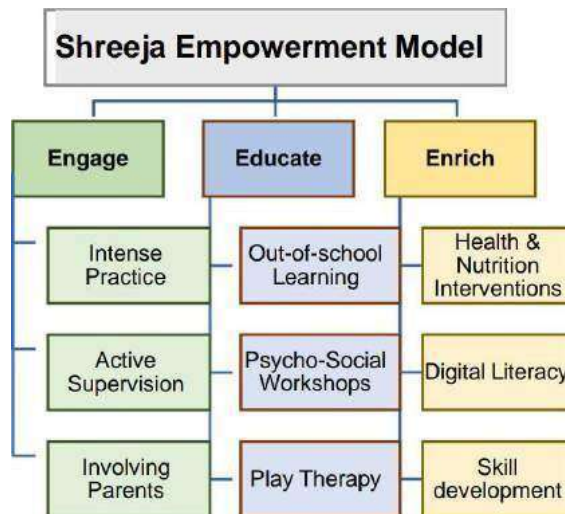 Shreeja Empowerment Model
Engage
Intense
Practice
Active
Supervision
Involving
Parents
Educate
Out-of-school
Learning
Psycho-Social
Workshops
Play Therapy
Enrich
Health &
Nutrition
Interventions
Digital Literacy
Skill
development